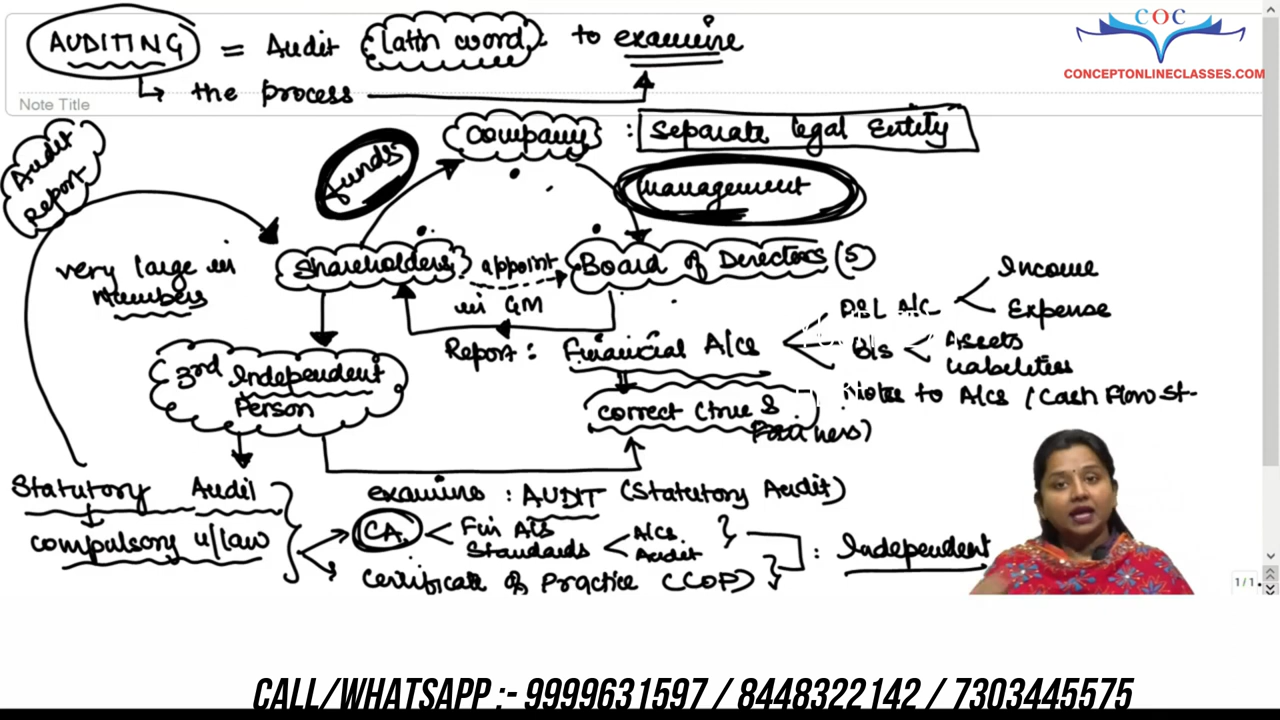 AUDITING = Audit (latin word) to examine
↳ the process
Note Title
COC
CONCEPTONLINECLASSES.COM
Audit Report
funds
Company : Separate legal Entity
Management
very large in numbers
Shareholders appoint in GM Board of Directors (5)
Report : Financial A/cs
P&L A/C
Income
Expense
B/S
Assets
Liabilities
Notes to A/cs / Cash Flow St-
correct (true & Fairness)
3rd Independent Person
Statutory Audit
compulsory u/law
examine : AUDIT (Statutory Audit)
CA < Fin A/cs
Standards < A/cs
Audit
: Independent
Certificate of Practice (COP)
1/1
CALL/WHATSAPP :- 9999631597 / 8448322142 / 7303445575